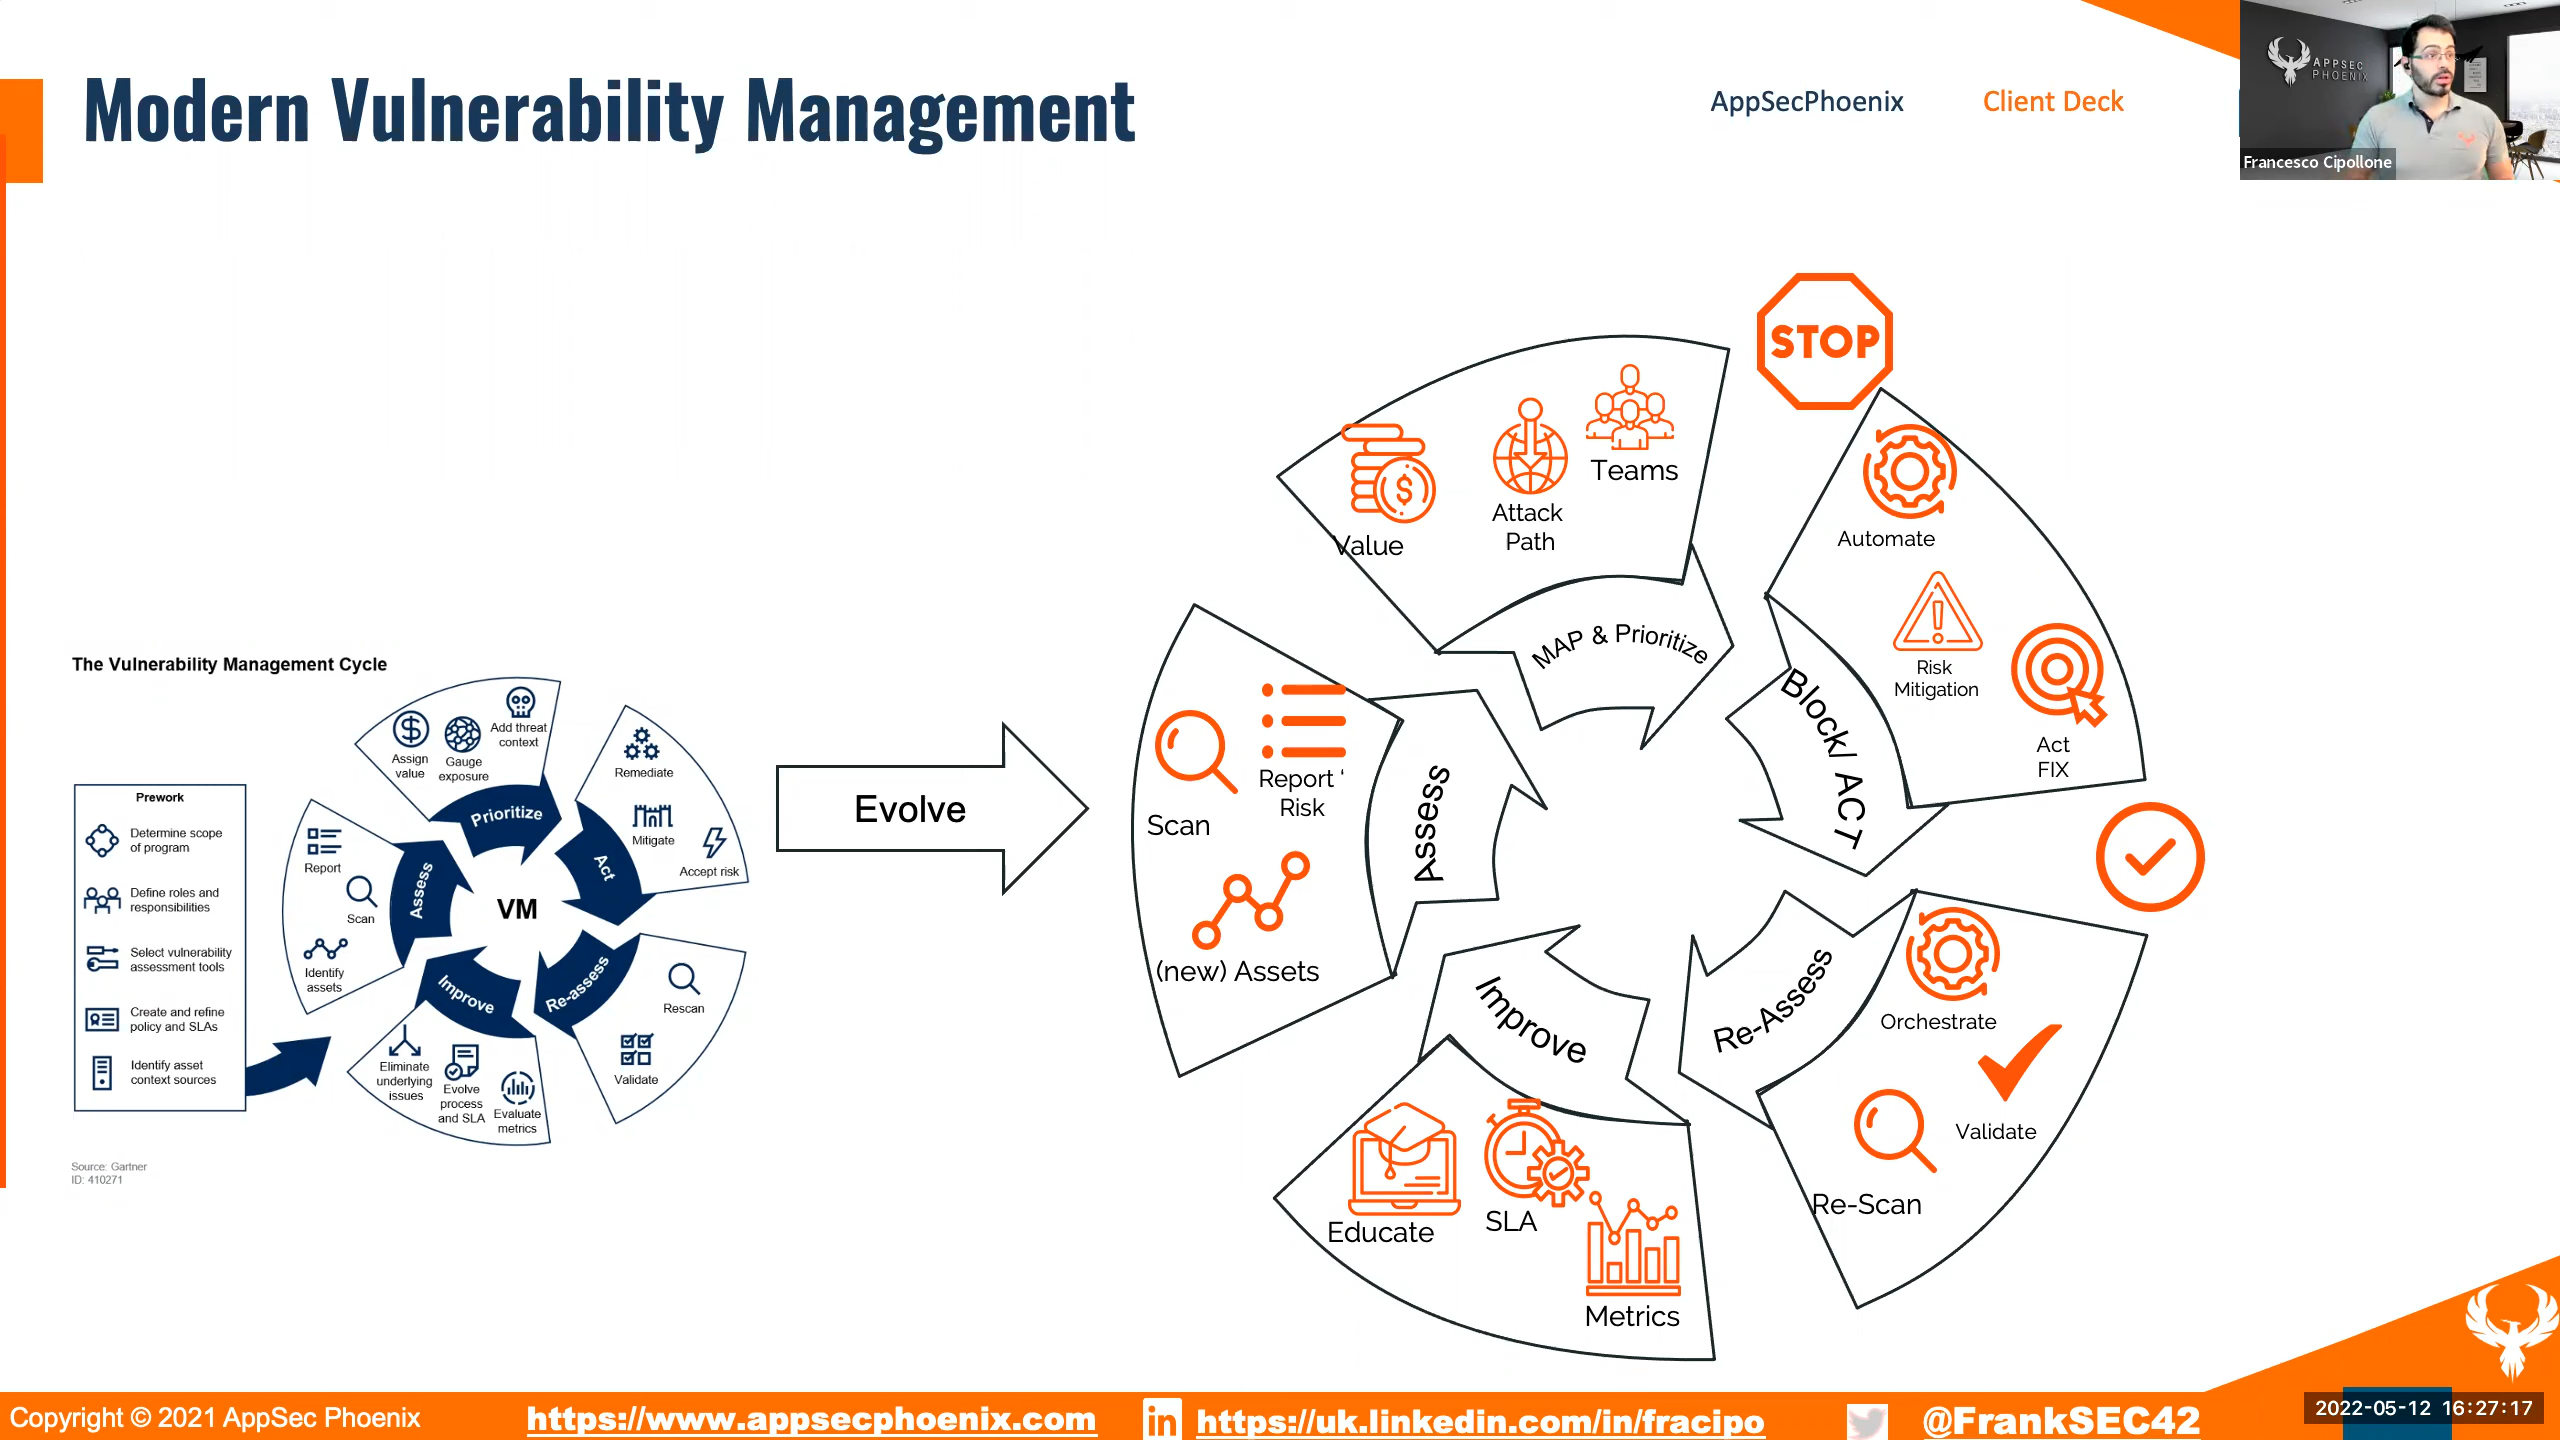 Modern Vulnerability Management
AppSecPhoenix
Client Deck
APPSEC
PHOENIX
Francesco Cipollone
STOP
Value
Attack
Path
Teams
MAP & Prioritize
Automate
Risk
Mitigation
Act
FIX
Block/ ACT
Scan
Report ‘
Risk
(new) Assets
Assess
Orchestrate
Validate
Re-Scan
Re-Assess
Educate
SLA
Metrics
Improve
Evolve
The Vulnerability Management Cycle
Prework
Determine scope
of program
Define roles and
responsibilities
Select vulnerability
assessment tools
Create and refine
policy and SLAs
Identify asset
context sources
Report
Scan
Identify
assets
Assess
Assign
value
Gauge
exposure
Add threat
context
Prioritize
Remediate
Mitigate
Accept risk
Act
VM
Rescan
Validate
Re-assess
Eliminate
underlying
issues
Evolve
process
and SLA
Evaluate
metrics
Improve
Source: Gartner
ID: 410271
Copyright © 2021 AppSec Phoenix
https://www.appsecphoenix.com
in
https://uk.linkedin.com/in/fracipo
@FrankSEC42
2022-05-12 16:27:17